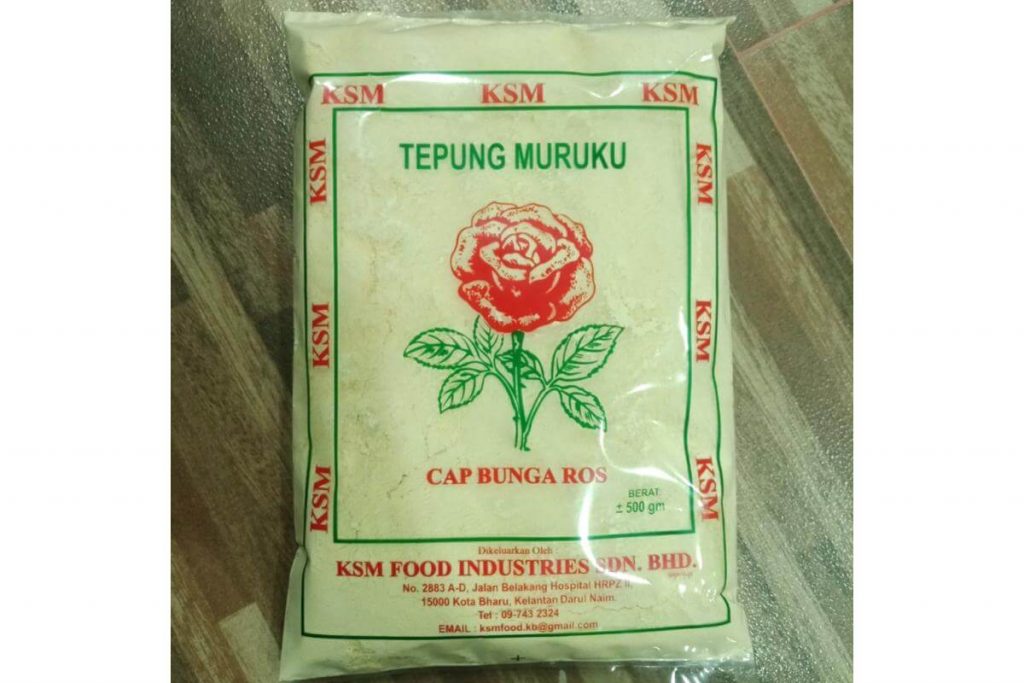 KSM KSM KSM
KSM
KSM
KSM
KSM
KSM
KSM
TEPUNG MURUKU
CAP BUNGA ROS
BERAT
± 500 gm
Dikeluarkan Oleh :
KSM FOOD INDUSTRIES SDN. BHD.
No. 2883 A-D, Jalan Belakang Hospital HRPZ II,
15000 Kota Bharu, Kelantan Darul Naim.
Tel : 09-743 2324
EMAIL : ksmfood.kb@gmail.com